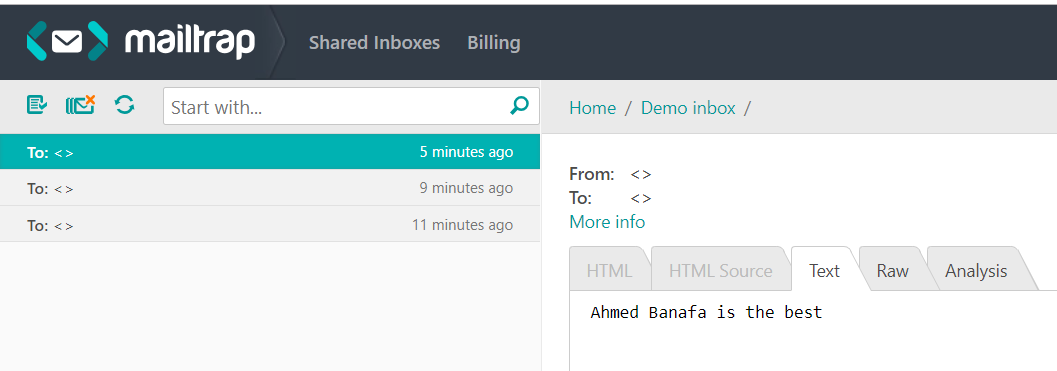 mailtrap Shared Inboxes Billing
Start with...
Home / Demo inbox /
To: <> 5 minutes ago
To: <> 9 minutes ago
To: <> 11 minutes ago
From: <>
To: <>
More info
HTML HTML Source Text Raw Analysis
Ahmed Banafa is the best